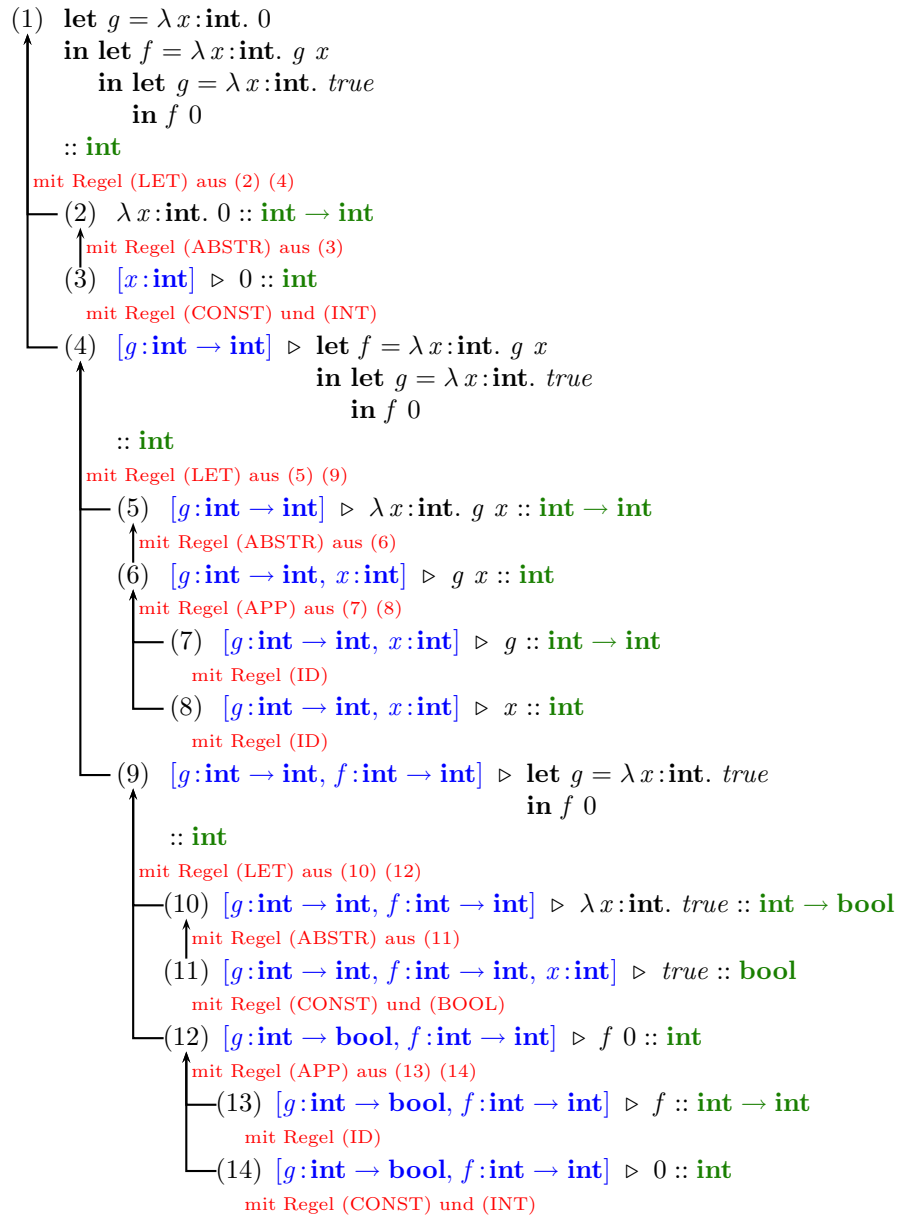 (1) let g = λ x : int. 0
in let f = λ x : int. g x
in let g = λ x : int. true
in f 0
:: int
mit Regel (LET) aus (2) (4)
(2) λ x : int. 0 :: int → int
mit Regel (ABSTR) aus (3)
(3) [x : int] ▹ 0 :: int
mit Regel (CONST) und (INT)
(4) [g : int → int] ▹ let f = λ x : int. g x
in let g = λ x : int. true
in f 0
:: int
mit Regel (LET) aus (5) (9)
(5) [g : int → int] ▹ λ x : int. g x :: int → int
mit Regel (ABSTR) aus (6)
(6) [g : int → int, x : int] ▹ g x :: int
mit Regel (APP) aus (7) (8)
(7) [g : int → int, x : int] ▹ g :: int → int
mit Regel (ID)
(8) [g : int → int, x : int] ▹ x :: int
mit Regel (ID)
(9) [g : int → int, f : int → int] ▹ let g = λ x : int. true
in f 0
:: int
mit Regel (LET) aus (10) (12)
(10) [g : int → int, f : int → int] ▹ λ x : int. true :: int → bool
mit Regel (ABSTR) aus (11)
(11) [g : int → int, f : int → int, x : int] ▹ true :: bool
mit Regel (CONST) und (BOOL)
(12) [g : int → bool, f : int → int] ▹ f 0 :: int
mit Regel (APP) aus (13) (14)
(13) [g : int → bool, f : int → int] ▹ f :: int → int
mit Regel (ID)
(14) [g : int → bool, f : int → int] ▹ 0 :: int
mit Regel (CONST) und (INT)